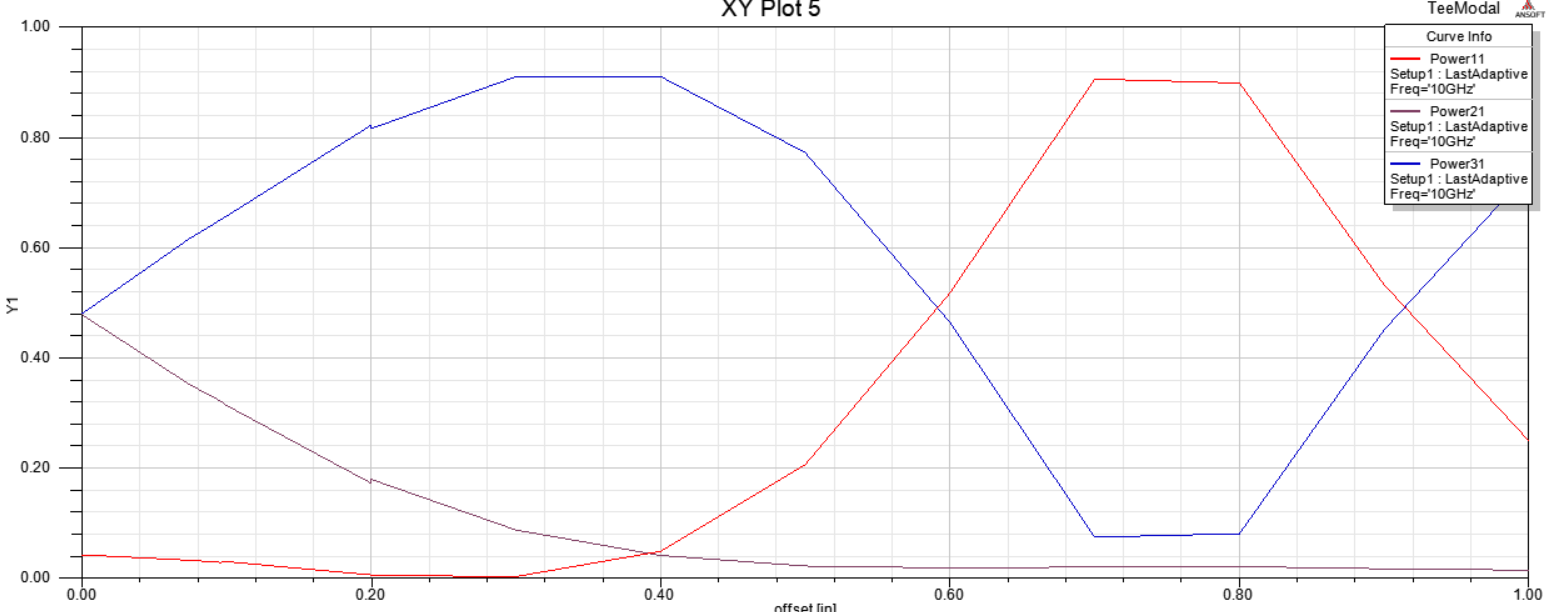 XY Plot 5
TeeModal
ANSOFT
Curve Info
Power11
Setup1 : LastAdaptive
Freq='10GHz'
Power21
Setup1 : LastAdaptive
Freq='10GHz'
Power31
Setup1 : LastAdaptive
Freq='10GHz'
1.00
0.80
0.60
Y1
0.40
0.20
0.00
0.00 0.20 0.40 0.60 0.80 1.00
offset [in]